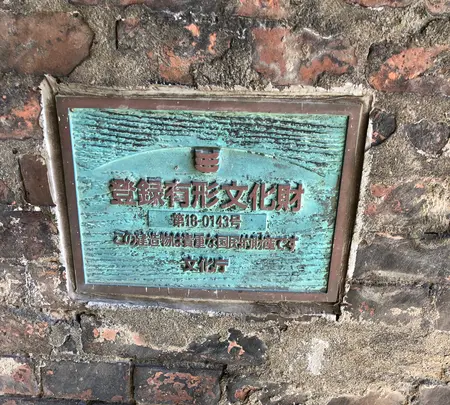 登録有形文化財
第18-0143号
この建造物は貴重な国民的財産です
文化庁